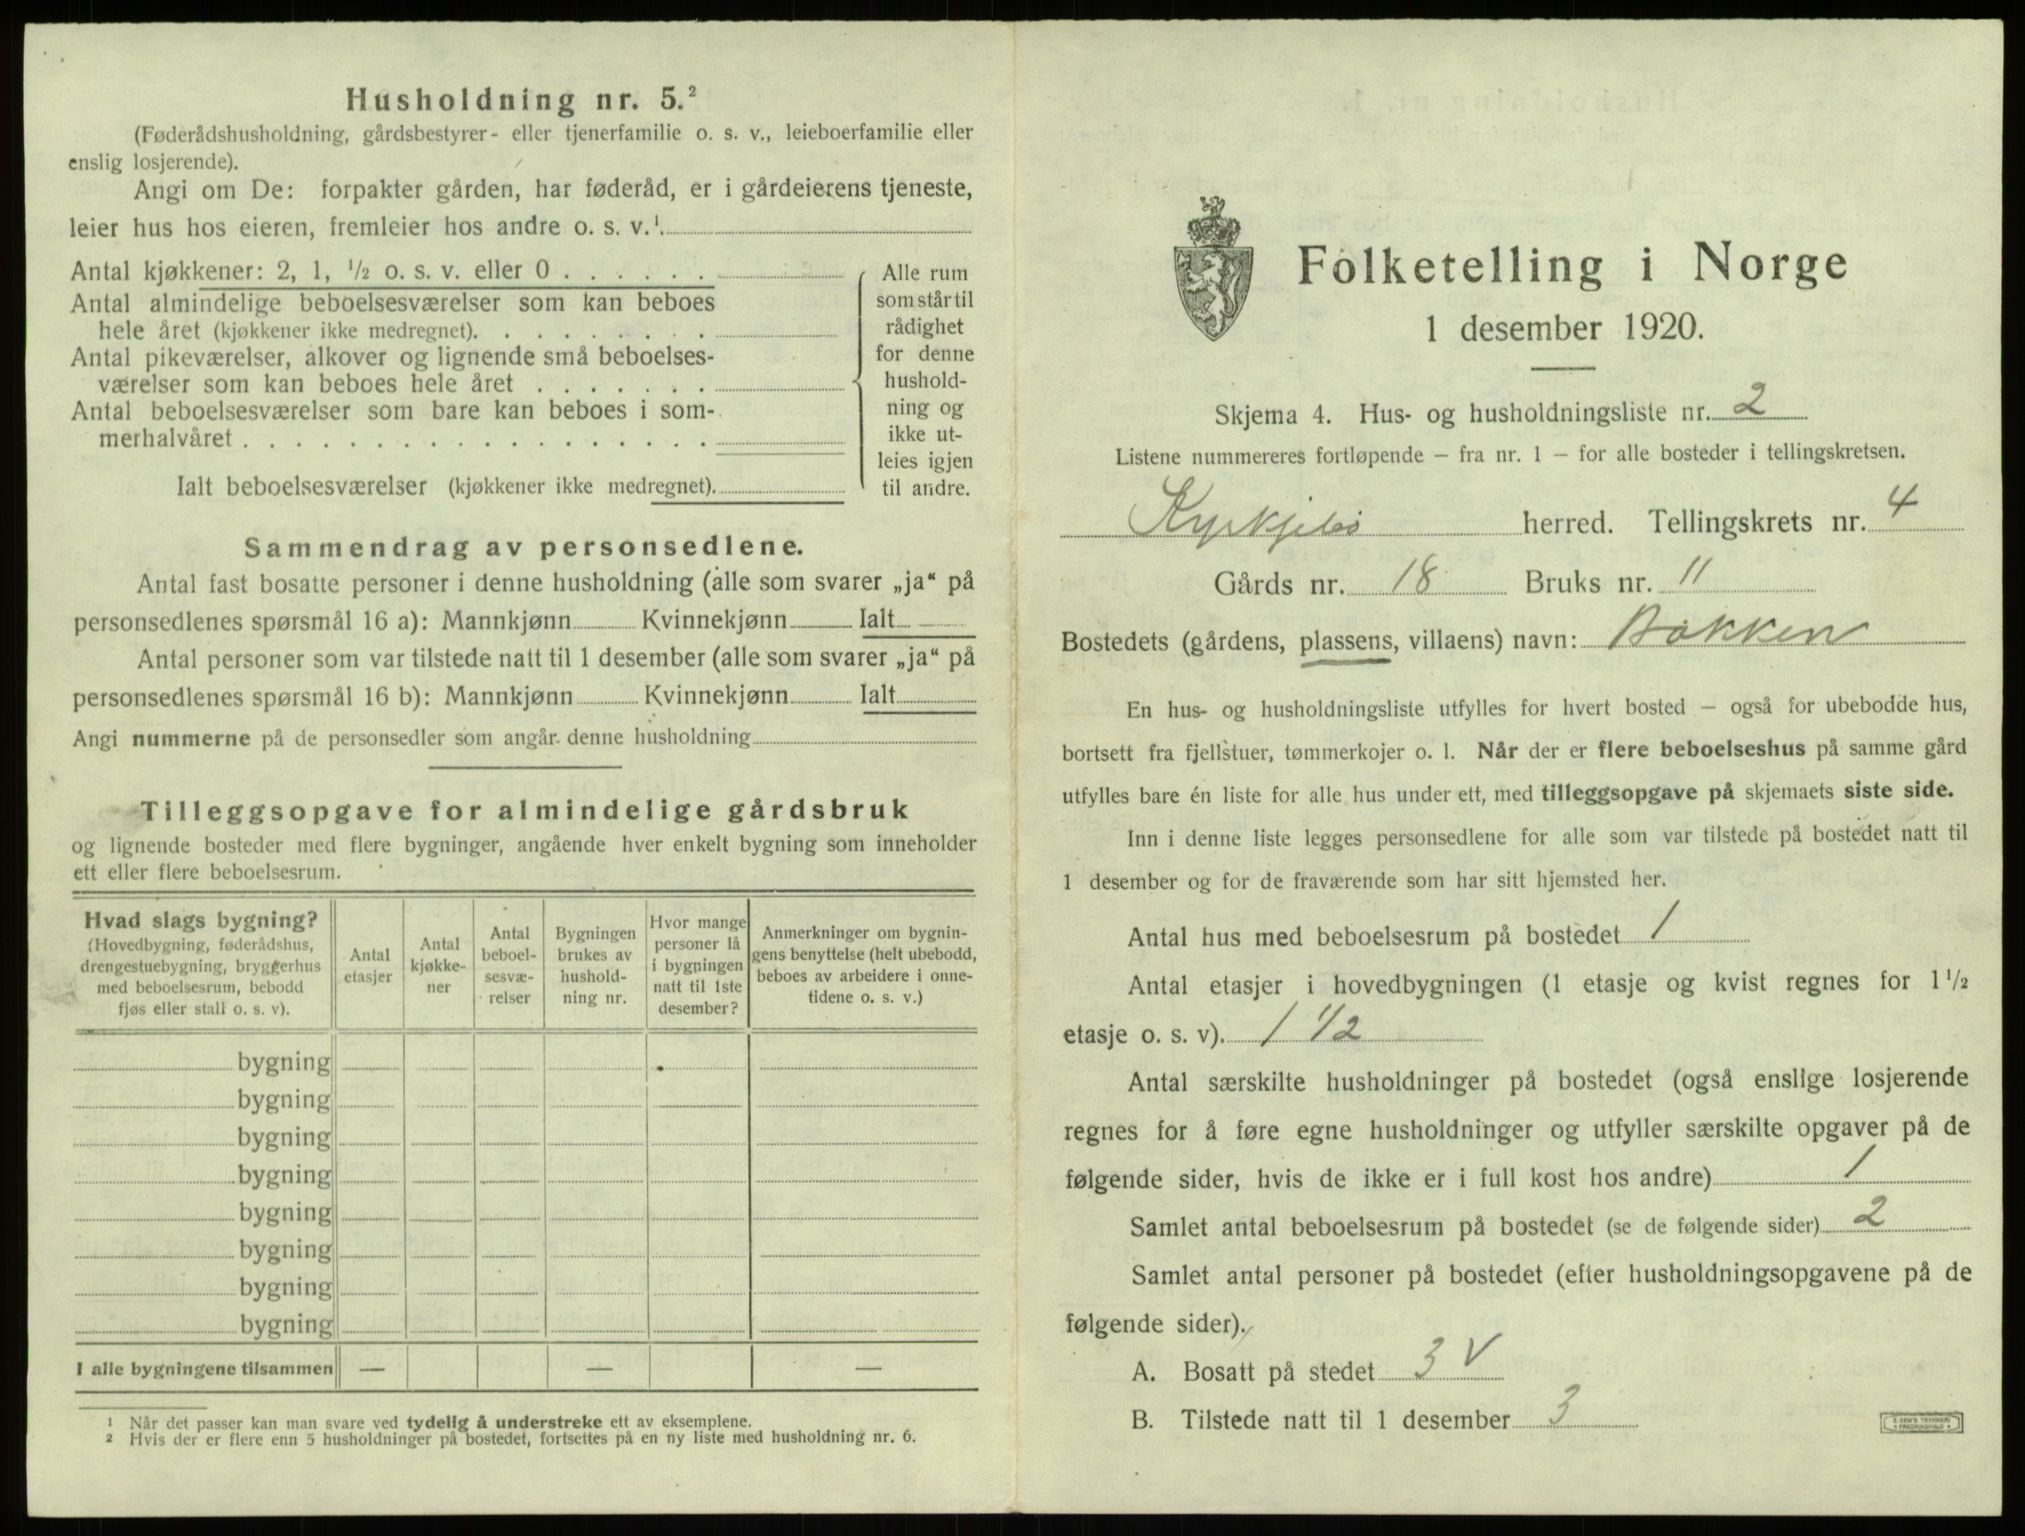 Husholdning nr. 5.²
(Føderådshusholdning, gårdsbestyrer- eller tjenerfamilie o. s. v., leieboerfamilie eller
enslig losjerende).
Angi om De: forpakter gården, har føderåd, er i gårdeierens tjeneste,
leier hus hos eieren, fremleier hos andre o. s. v.¹.
Antal kjøkkener: 2, 1, ½ o. s. v. eller 0 . . . . . .
Antal almindelige beboelsesværelser som kan beboes
hele året (kjøkkener ikke medregnet). . . . . . . . .
Antal pikeværelser, alkover og lignende små beboelses-
værelser som kan beboes hele året . . . . . . .
Antal beboelsesværelser som bare kan beboes i som-
merhalvåret . . . . . . . . . . . . . . . . . .
Ialt beboelsesværelser (kjøkkener ikke medregnet).
Alle rum
som står til
rådighet
for denne
hushold-
ning og
ikke ut-
leies igjen
til andre.
Sammendrag av personsedlene.
Antal fast bosatte personer i denne husholdning (alle som svarer „ja“ på
personsedlenes spørsmål 16 a): Mannkjønn Kvinnekjønn Ialt
Antal personer som var tilstede natt til 1 desember (alle som svarer „ja“ på
personsedlenes spørsmål 16 b): Mannkjønn Kvinnekjønn Ialt
Angi nummerne på de personsedler som angår denne husholdning
Tilleggsopgave for almindelige gårdsbruk
og lignende bosteder med flere bygninger, angående hver enkelt bygning som inneholder
ett eller flere beboelsesrum.
Hvad slags bygning?
(Hovedbygning, føderådshus,
drengestuebygning, bryggerhus
med beboelsesrum, bebodd
fjøs eller stall o. s. v).
Antal
etasjer
Antal
kjøkke-
ner
Antal
beboel-
sesvæ-
relser
Bygningen
brukes av
hushold-
ning nr.
Hvor mange
personer lå
i bygningen
natt til 1ste
desember?
Anmerkninger om bygnin-
gens benyttelse (helt ubebodd,
beboes av arbeidere i onne-
tidene o. s. v.)
bygning
bygning
bygning
bygning
bygning
bygning
bygning
bygning
I alle bygningene tilsammen — — —
¹ Når det passer kan man svare ved tydelig å understreke ett av eksemplene.
² Hvis der er flere enn 5 husholdninger på bostedet, fortsettes på en ny liste med husholdning nr. 6.
Folketelling i Norge
1 desember 1920.
Skjema 4. Hus- og husholdningsliste nr. 2
Listene nummereres fortløpende – fra nr. 1 – for alle bosteder i tellingskretsen.
Kyrkjebø herred. Tellingskrets nr. 4
Gårds nr. 18 Bruks nr. 11
Bostedets (gårdens, plassens, villaens) navn: Bakken
En hus- og husholdningsliste utfylles for hvert bosted – også for ubebodde hus,
bortsett fra fjellstuer, tømmerkojer o. l. Når der er flere beboelseshus på samme gård
utfylles bare én liste for alle hus under ett, med tilleggsopgave på skjemaets siste side.
Inn i denne liste legges personsedlene for alle som var tilstede på bostedet natt til
1 desember og for de fraværende som har sitt hjemsted her.
Antal hus med beboelsesrum på bostedet 1
Antal etasjer i hovedbygningen (1 etasje og kvist regnes for 1½
etasje o. s. v). 1 1/2
Antal særskilte husholdninger på bostedet (også enslige losjerende
regnes for å føre egne husholdninger og utfyller særskilte opgaver på de
følgende sider, hvis de ikke er i full kost hos andre) 1
Samlet antal beboelsesrum på bostedet (se de følgende sider) 2
Samlet antal personer på bostedet (efter husholdningsopgavene på de
følgende sider).
A. Bosatt på stedet 3 V
B. Tilstede natt til 1 desember 3